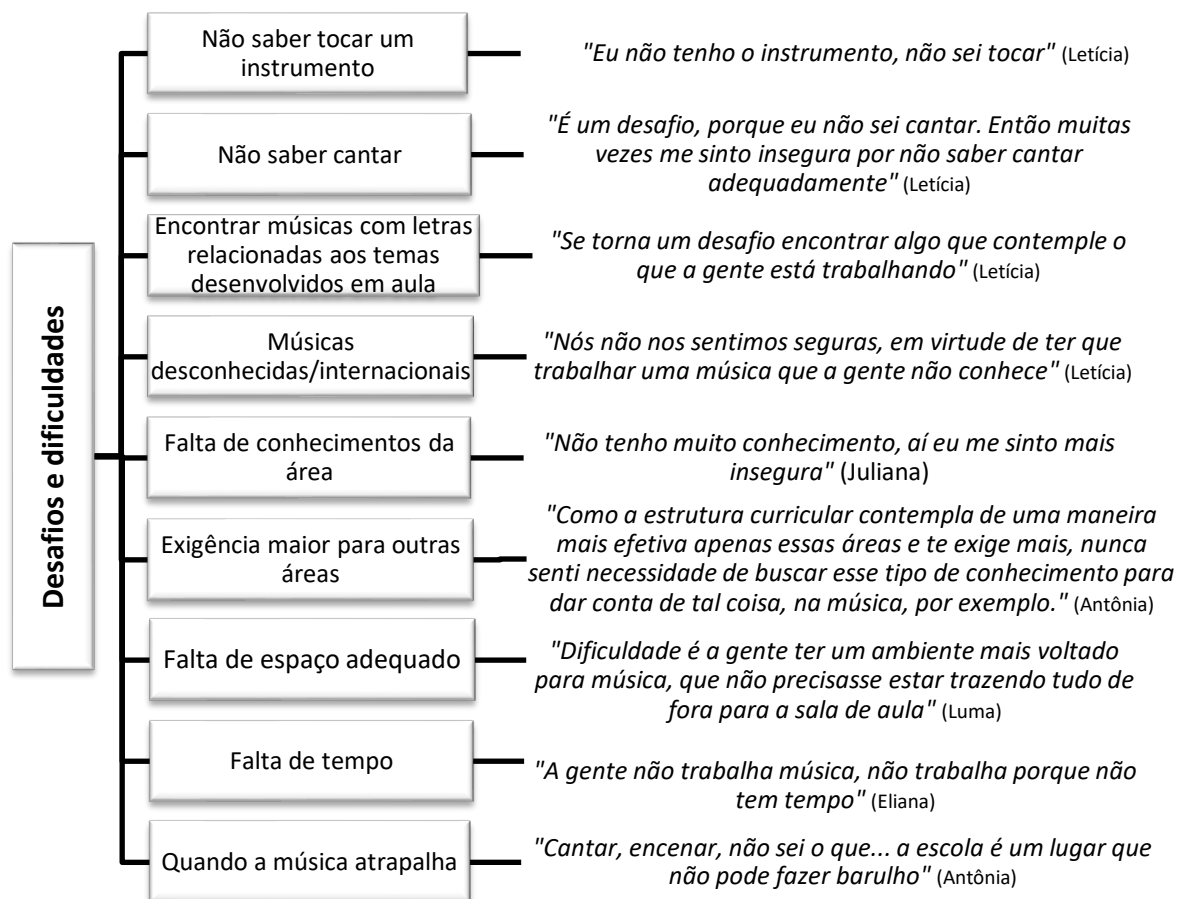 Desafios e dificuldades
Não saber tocar um
instrumento
"Eu não tenho o instrumento, não sei tocar" (Letícia)
Não saber cantar
"É um desafio, porque eu não sei cantar. Então muitas
vezes me sinto insegura por não saber cantar
adequadamente" (Letícia)
Encontrar músicas com letras
relacionadas aos temas
desenvolvidos em aula
"Se torna um desafio encontrar algo que contemple o
que a gente está trabalhando" (Letícia)
Músicas
desconhecidas/internacionais
"Nós não nos sentimos seguras, em virtude de ter que
trabalhar uma música que a gente não conhece" (Letícia)
Falta de conhecimentos da
área
"Não tenho muito conhecimento, aí eu me sinto mais
insegura" (Juliana)
Exigência maior para outras
áreas
"Como a estrutura curricular contempla de uma maneira
mais efetiva apenas essas áreas e te exige mais, nunca
senti necessidade de buscar esse tipo de conhecimento para
dar conta de tal coisa, na música, por exemplo." (Antônia)
Falta de espaço adequado
"Dificuldade é a gente ter um ambiente mais voltado
para música, que não precisasse estar trazendo tudo de
fora para a sala de aula" (Luma)
Falta de tempo
"A gente não trabalha música, não trabalha porque não
tem tempo" (Eliana)
Quando a música atrapalha
"Cantar, encenar, não sei o que... a escola é um lugar que
não pode fazer barulho" (Antônia)